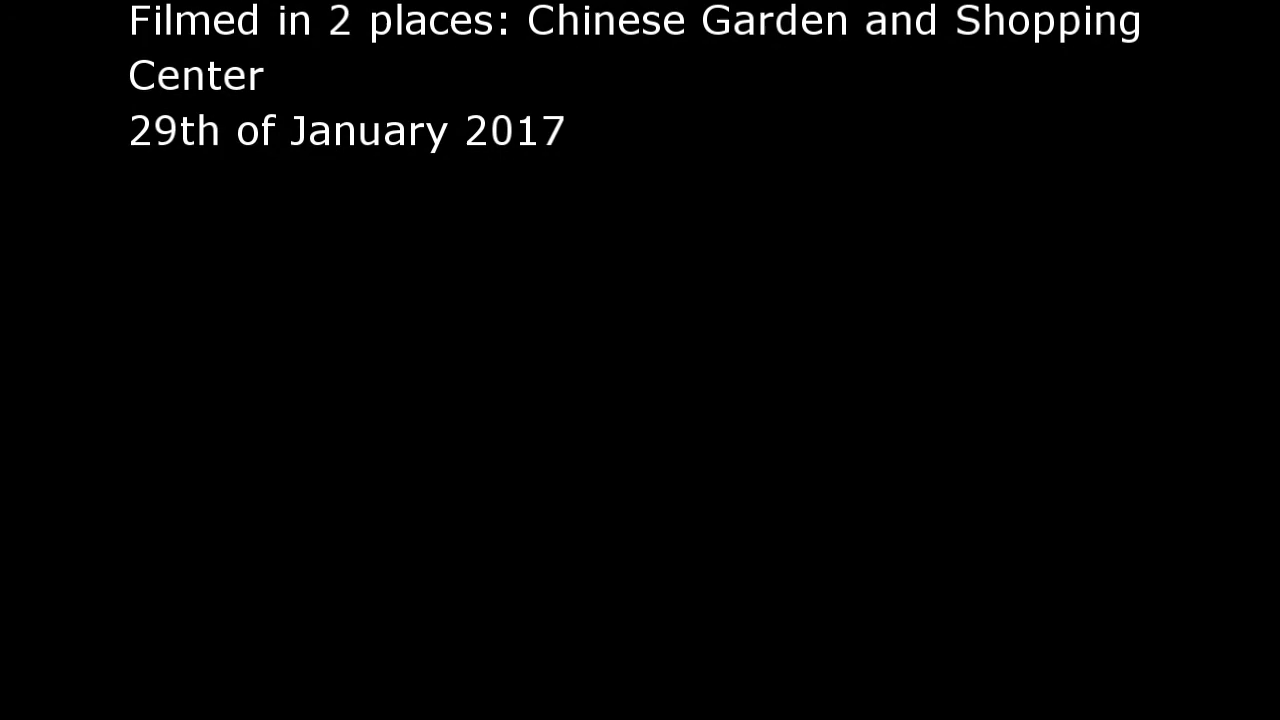 Filmed in 2 places: Chinese Garden and Shopping
Center
29th of January 2017